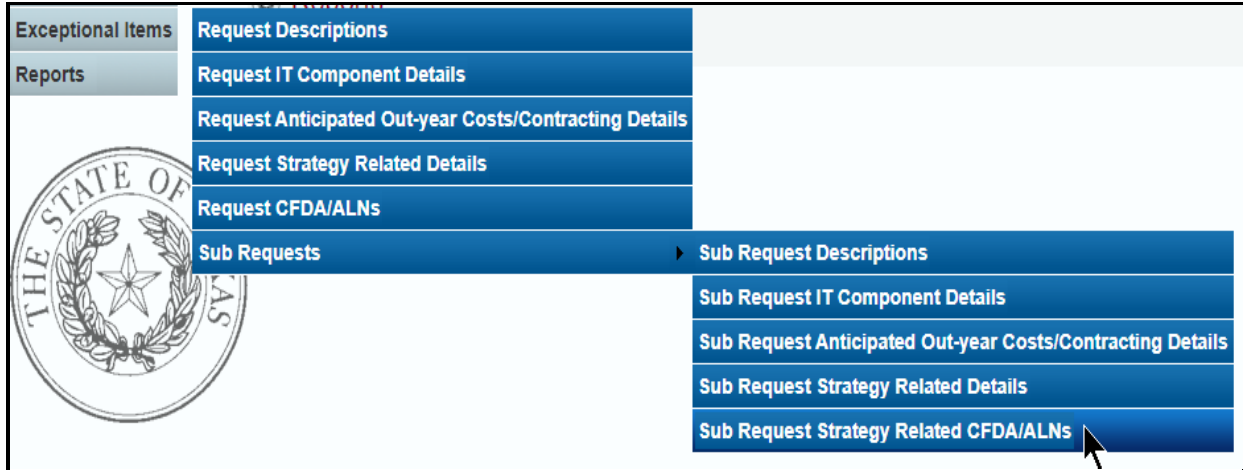 Exceptional Items
Reports
Request Descriptions
Request IT Component Details
Request Anticipated Out-year Costs/Contracting Details
Request Strategy Related Details
Request CFDA/ALNs
Sub Requests
Sub Request Descriptions
Sub Request IT Component Details
Sub Request Anticipated Out-year Costs/Contracting Details
Sub Request Strategy Related Details
Sub Request Strategy Related CFDA/ALNs
THE STATE OF